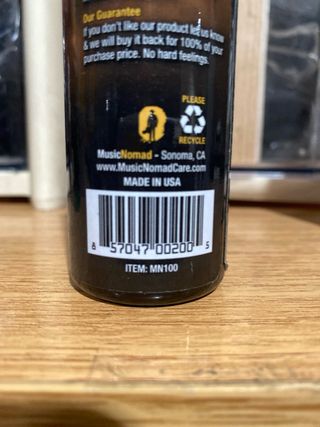 Our Guarantee
If you don't like our product let us know
& we will buy it back for 100% of your
purchase price. No hard feelings.
PLEASE
RECYCLE
MusicNomad - Sonoma, CA
www.MusicNomadCare.com
MADE IN USA
8 57047 00200 5
ITEM: MN100